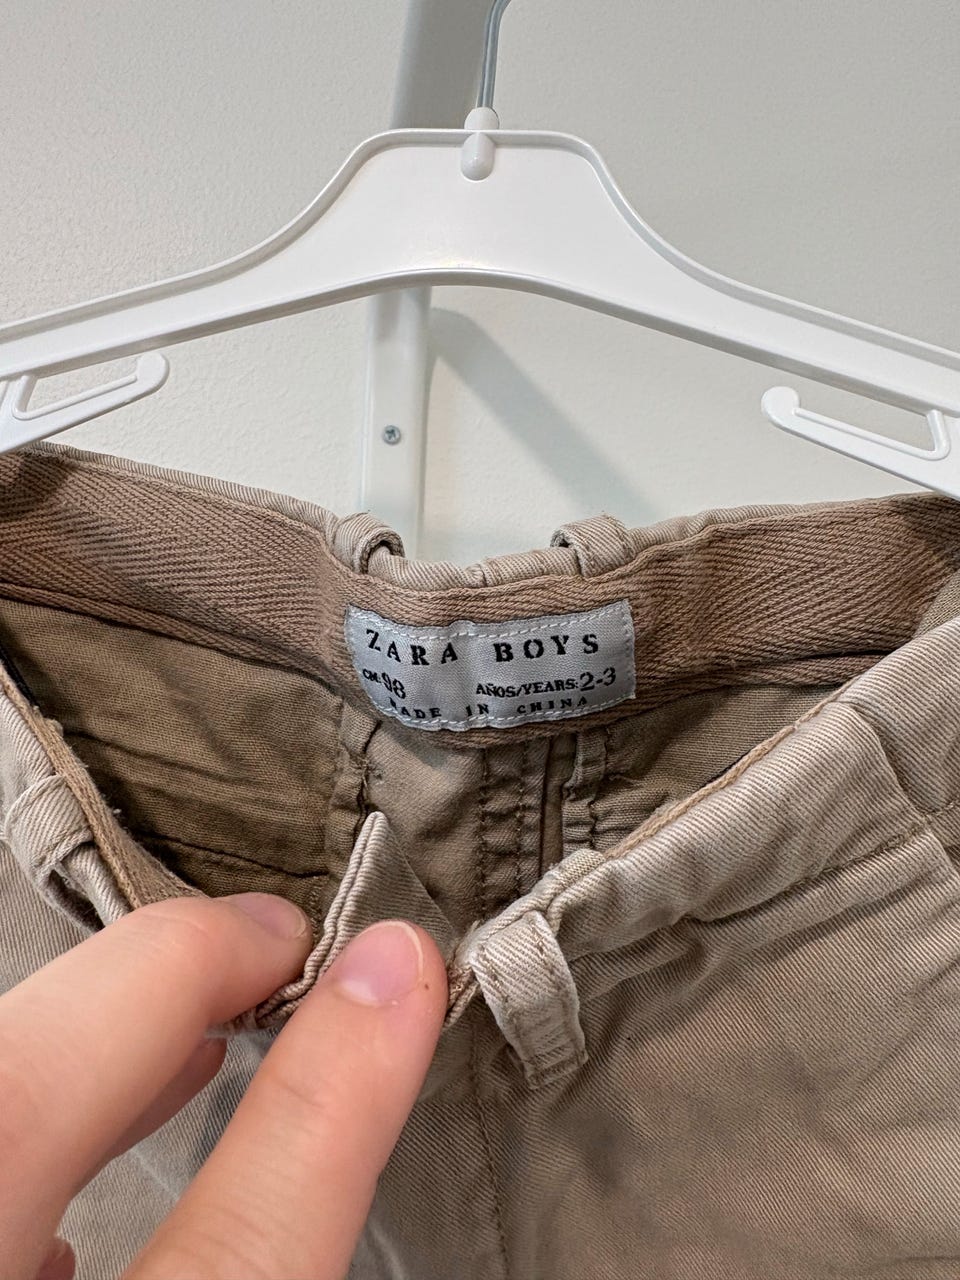 ZARA BOYS
CM: 98 AÑOS/YEARS: 2-3
MADE IN CHINA